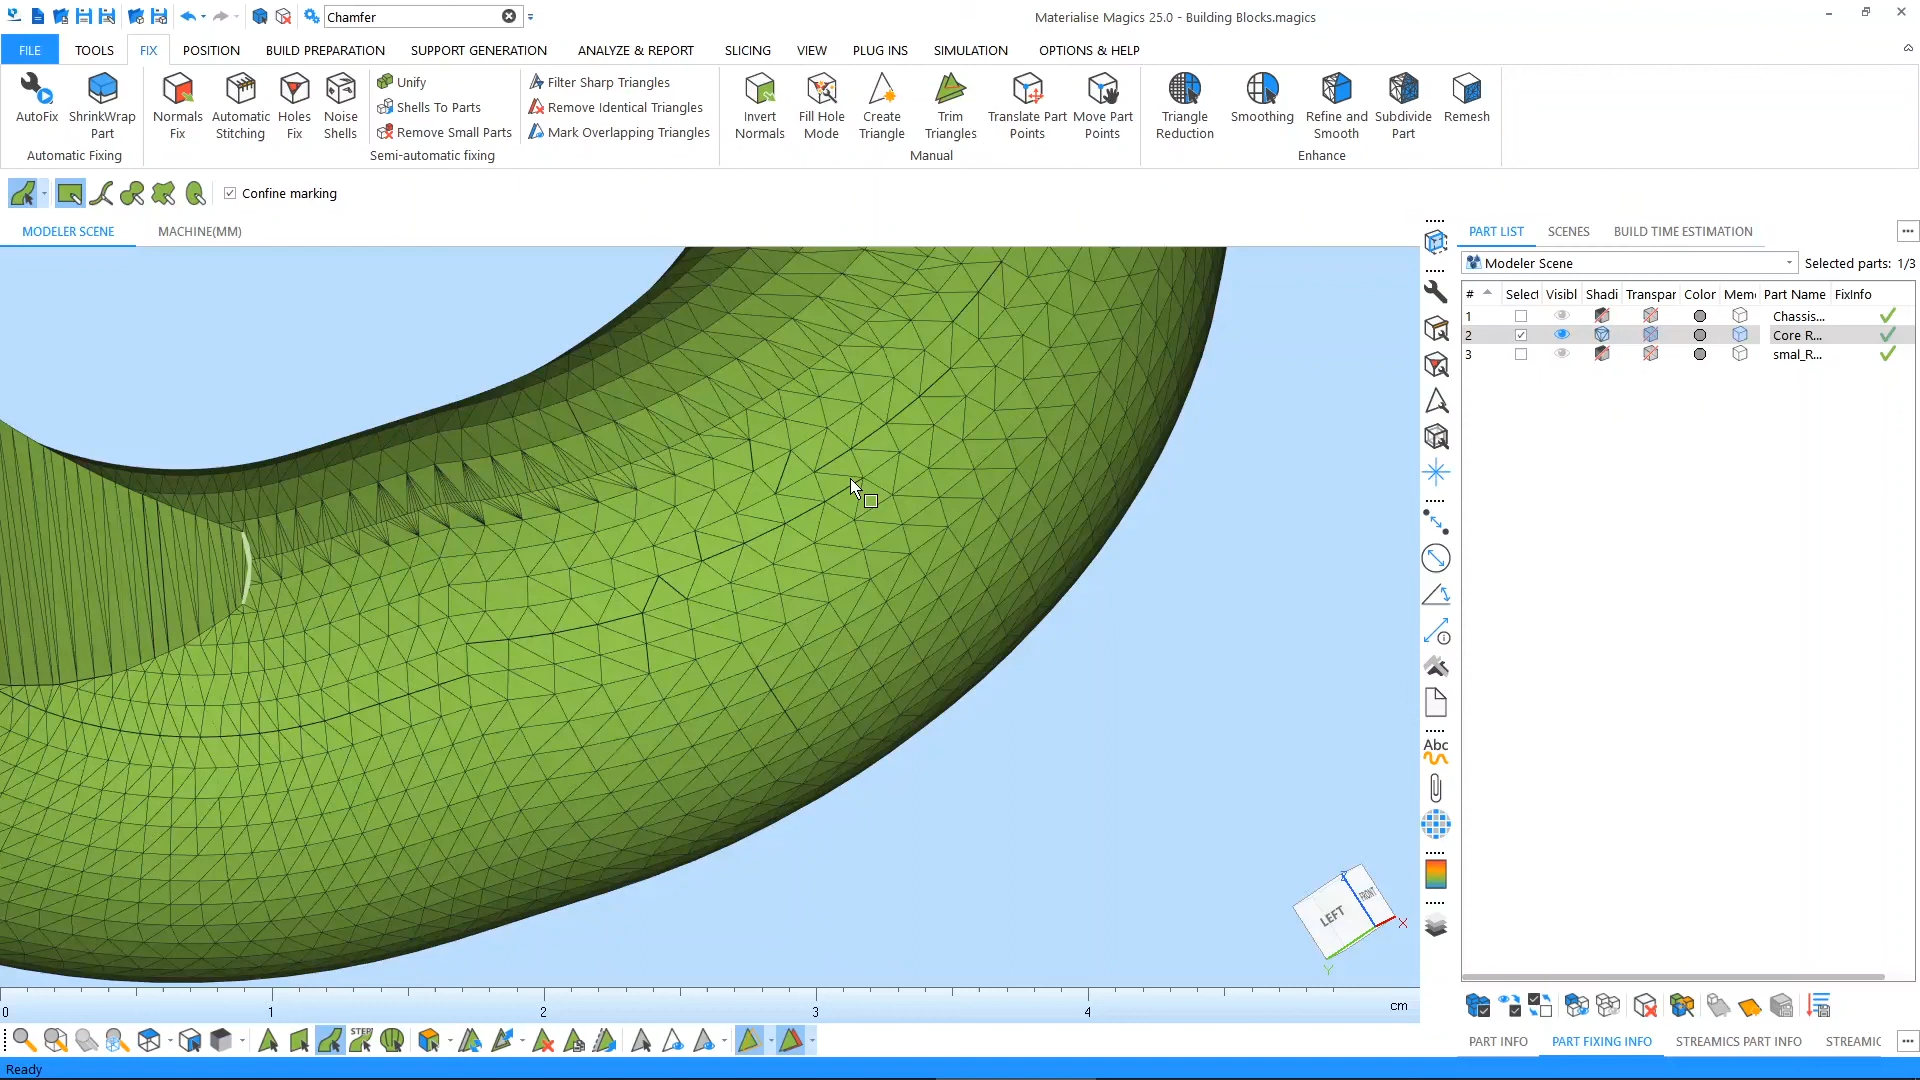 Chamfer
Materialise Magics 25.0 - Building Blocks.magics
FILE TOOLS FIX POSITION BUILD PREPARATION SUPPORT GENERATION ANALYZE & REPORT SLICING VIEW PLUG INS SIMULATION OPTIONS & HELP
AutoFix ShrinkWrap Part
Automatic Fixing
Normals Fix Automatic Stitching Holes Fix Noise Shells
Unify
Shells To Parts
Remove Small Parts
Filter Sharp Triangles
Remove Identical Triangles
Mark Overlapping Triangles
Semi-automatic fixing
Invert Normals Fill Hole Mode Create Triangle Trim Triangles Translate Part Points Move Part Points
Manual
Triangle Reduction Smoothing Refine and Smooth Subdivide Part Remesh
Enhance
Confine marking
MODELER SCENE MACHINE(MM)
PART LIST SCENES BUILD TIME ESTIMATION
Modeler Scene Selected parts: 1/3
# Select Visibl Shadi Transpar Color Mem Part Name FixInfo
1 Chassis...
2 Core R...
3 smal_R...
Abc
LEFT
FRONT
Z
X
Y
0 1 2 3 4 cm
STEP
PART INFO PART FIXING INFO STREAMICS PART INFO STREAMIC
Ready